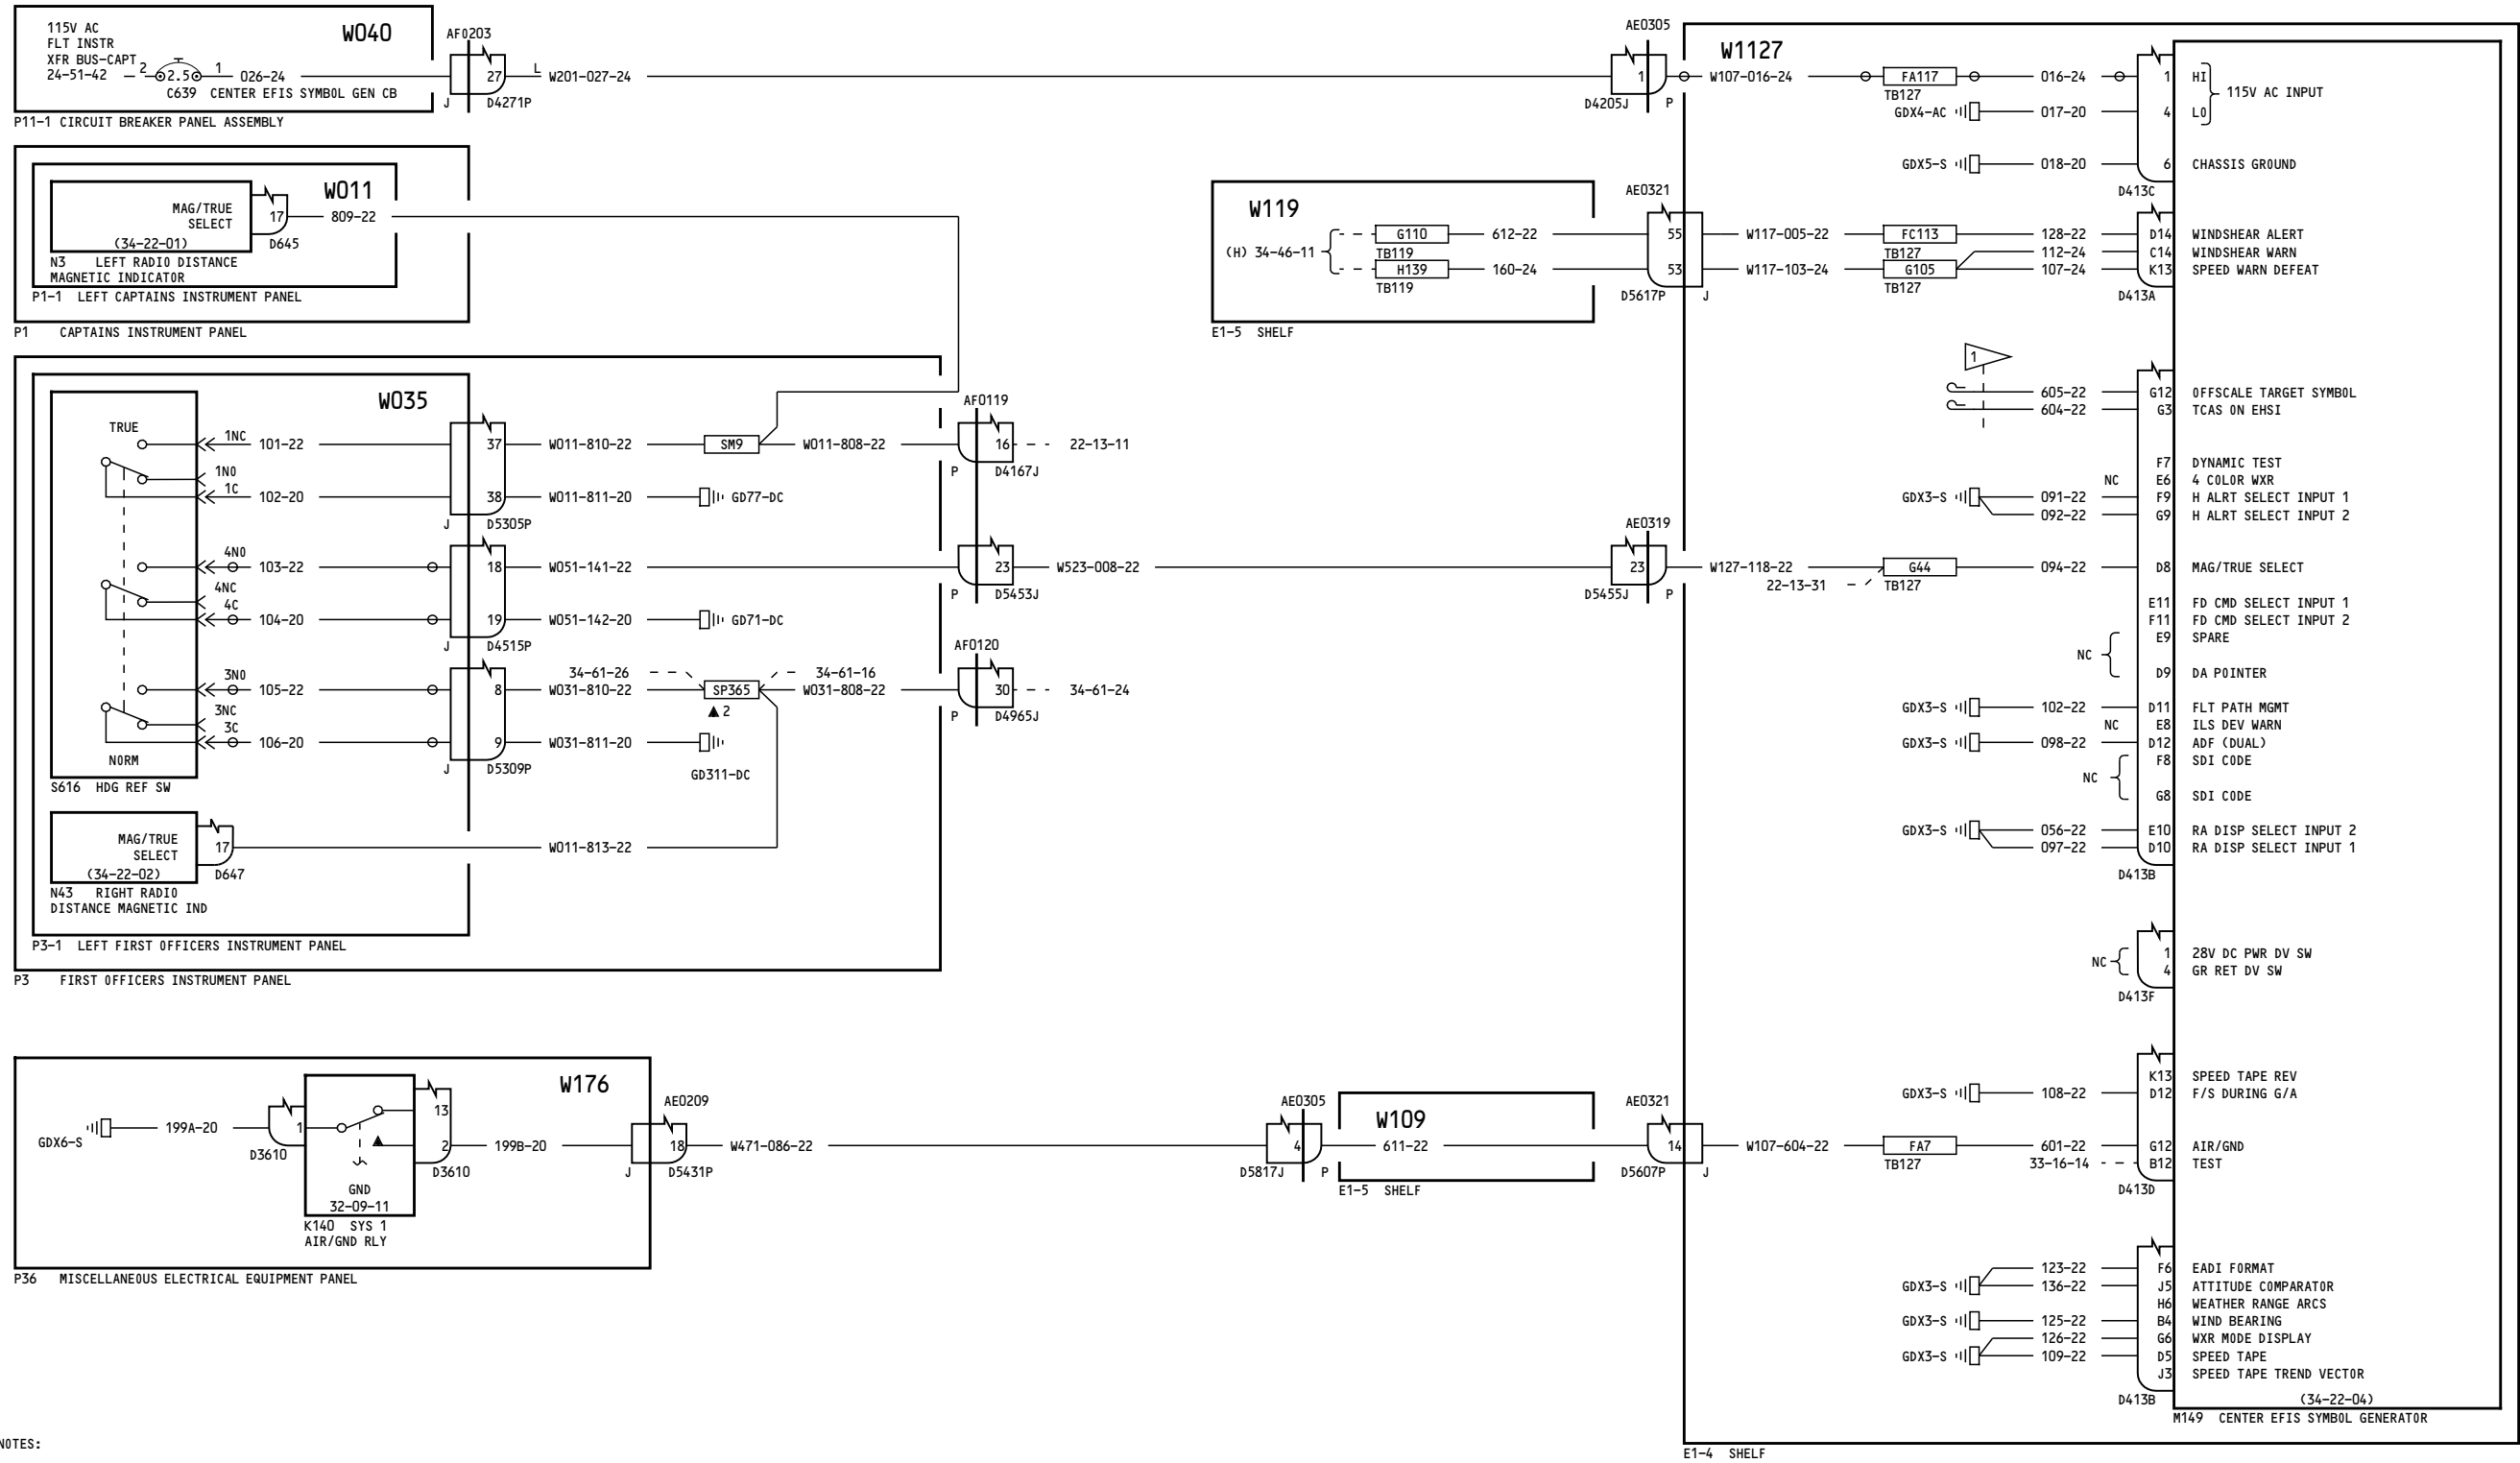 115V AC
FLT INSTR
XFR BUS-CAPT
24-51-42
2
2.5
1
026-24
C639 CENTER EFIS SYMBOL GEN CB
W040
AF0203
27
J
D4271P
L
W201-027-24
P11-1 CIRCUIT BREAKER PANEL ASSEMBLY
AE0305
1
D4205J
P
W1127
W107-016-24
FA117
TB127
016-24
1
HI
115V AC INPUT
GDX4-AC
017-20
4
LO
GDX5-S
018-20
6
CHASSIS GROUND
D413C
W011
MAG/TRUE
SELECT
(34-22-01)
17
809-22
D645
N3 LEFT RADIO DISTANCE
MAGNETIC INDICATOR
P1-1 LEFT CAPTAINS INSTRUMENT PANEL
P1 CAPTAINS INSTRUMENT PANEL
W119
(H) 34-46-11
G110
TB119
612-22
H139
TB119
160-24
E1-5 SHELF
AE0321
55
53
D5617P
J
W117-005-22
FC113
TB127
128-22
D14
WINDSHEAR ALERT
112-24
C14
WINDSHEAR WARN
W117-103-24
G105
TB127
107-24
K13
SPEED WARN DEFEAT
D413A
W035
TRUE
1NC
101-22
1NO
1C
102-20
37
38
J
D5305P
W011-810-22
SM9
W011-808-22
AF0119
16
P
D4167J
22-13-11
W011-811-20
GD77-DC
4NO
103-22
4NC
4C
104-20
18
19
J
D4515P
W051-141-22
23
P
D5453J
W523-008-22
W051-142-20
GD71-DC
3NO
105-22
3NC
3C
106-20
NORM
8
9
J
D5309P
34-61-26
W031-810-22
SP365
2
34-61-16
W031-808-22
AF0120
30
P
D4965J
34-61-24
W031-811-20
GD311-DC
S616 HDG REF SW
MAG/TRUE
SELECT
(34-22-02)
17
D647
W011-813-22
N43 RIGHT RADIO
DISTANCE MAGNETIC IND
P3-1 LEFT FIRST OFFICERS INSTRUMENT PANEL
P3 FIRST OFFICERS INSTRUMENT PANEL
AE0319
23
D5455J
P
W127-118-22
22-13-31
G44
TB127
1
605-22
G12
OFFSCALE TARGET SYMBOL
604-22
G3
TCAS ON EHSI
F7
DYNAMIC TEST
NC
E6
4 COLOR WXR
GDX3-S
091-22
F9
H ALRT SELECT INPUT 1
092-22
G9
H ALRT SELECT INPUT 2
094-22
D8
MAG/TRUE SELECT
E11
FD CMD SELECT INPUT 1
F11
FD CMD SELECT INPUT 2
NC
E9
SPARE
D9
DA POINTER
GDX3-S
102-22
D11
FLT PATH MGMT
NC
E8
ILS DEV WARN
GDX3-S
098-22
D12
ADF (DUAL)
NC
F8
SDI CODE
G8
SDI CODE
GDX3-S
056-22
E10
RA DISP SELECT INPUT 2
097-22
D10
RA DISP SELECT INPUT 1
D413B
NC
1
28V DC PWR DV SW
4
GR RET DV SW
D413F
W176
GDX6-S
199A-20
1
D3610
13
2
D3610
199B-20
GND
32-09-11
K140 SYS 1
AIR/GND RLY
P36 MISCELLANEOUS ELECTRICAL EQUIPMENT PANEL
AE0209
18
J
D5431P
W471-086-22
AE0305
4
D5817J
P
W109
611-22
E1-5 SHELF
AE0321
14
D5607P
J
W107-604-22
FA7
TB127
K13
SPEED TAPE REV
GDX3-S
108-22
D12
F/S DURING G/A
601-22
G12
AIR/GND
33-16-14
B12
TEST
D413D
GDX3-S
123-22
F6
EADI FORMAT
136-22
J5
ATTITUDE COMPARATOR
H6
WEATHER RANGE ARCS
GDX3-S
125-22
B4
WIND BEARING
GDX3-S
126-22
G6
WXR MODE DISPLAY
109-22
D5
SPEED TAPE
J3
SPEED TAPE TREND VECTOR
D413B
(34-22-04)
M149 CENTER EFIS SYMBOL GENERATOR
E1-4 SHELF
NOTES: